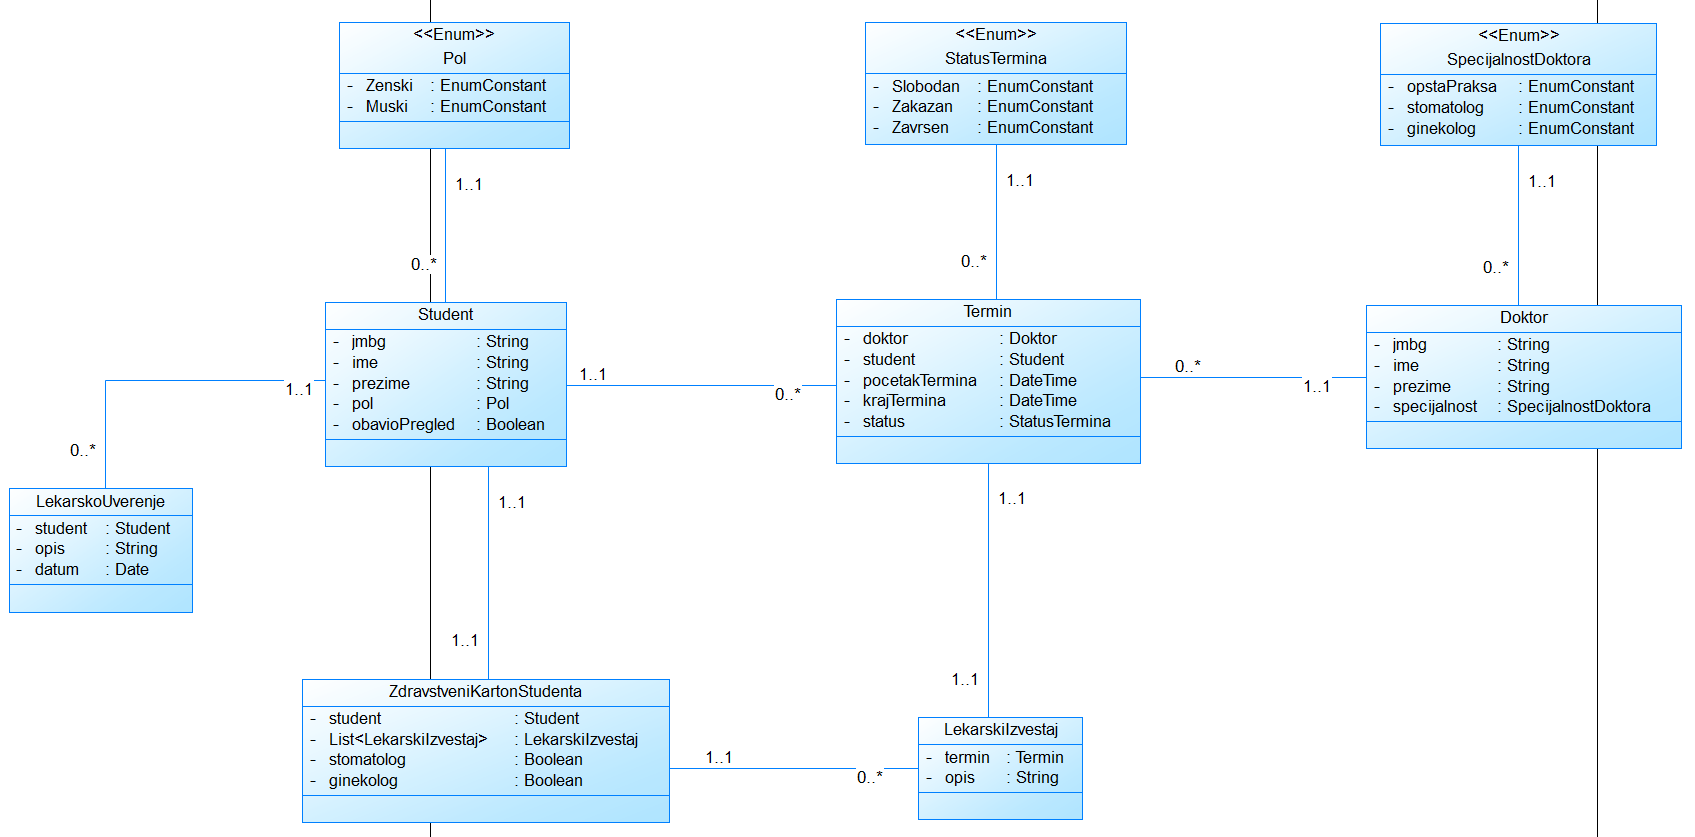 <<Enum>>
Pol
- Zenski : EnumConstant
- Muski : EnumConstant
<<Enum>>
StatusTermina
- Slobodan : EnumConstant
- Zakazan : EnumConstant
- Zavrsen : EnumConstant
<<Enum>>
SpecijalnostDoktora
- opstaPraksa : EnumConstant
- stomatolog : EnumConstant
- ginekolog : EnumConstant
1..1
1..1
1..1
0..*
0..*
0..*
Student
- jmbg : String
- ime : String
- prezime : String
- pol : Pol
- obavioPregled : Boolean
1..1
0..*
Termin
- doktor : Doktor
- student : Student
- pocetakTermina : DateTime
- krajTermina : DateTime
- status : StatusTermina
0..*
1..1
Doktor
- jmbg : String
- ime : String
- prezime : String
- specijalnost : SpecijalnostDoktora
1..1
0..*
LekarskoUverenje
- student : Student
- opis : String
- datum : Date
1..1
1..1
1..1
1..1
ZdravstveniKartonStudenta
- student : Student
- List<LekarskiIzvestaj> : LekarskiIzvestaj
- stomatolog : Boolean
- ginekolog : Boolean
1..1
0..*
LekarskiIzvestaj
- termin : Termin
- opis : String